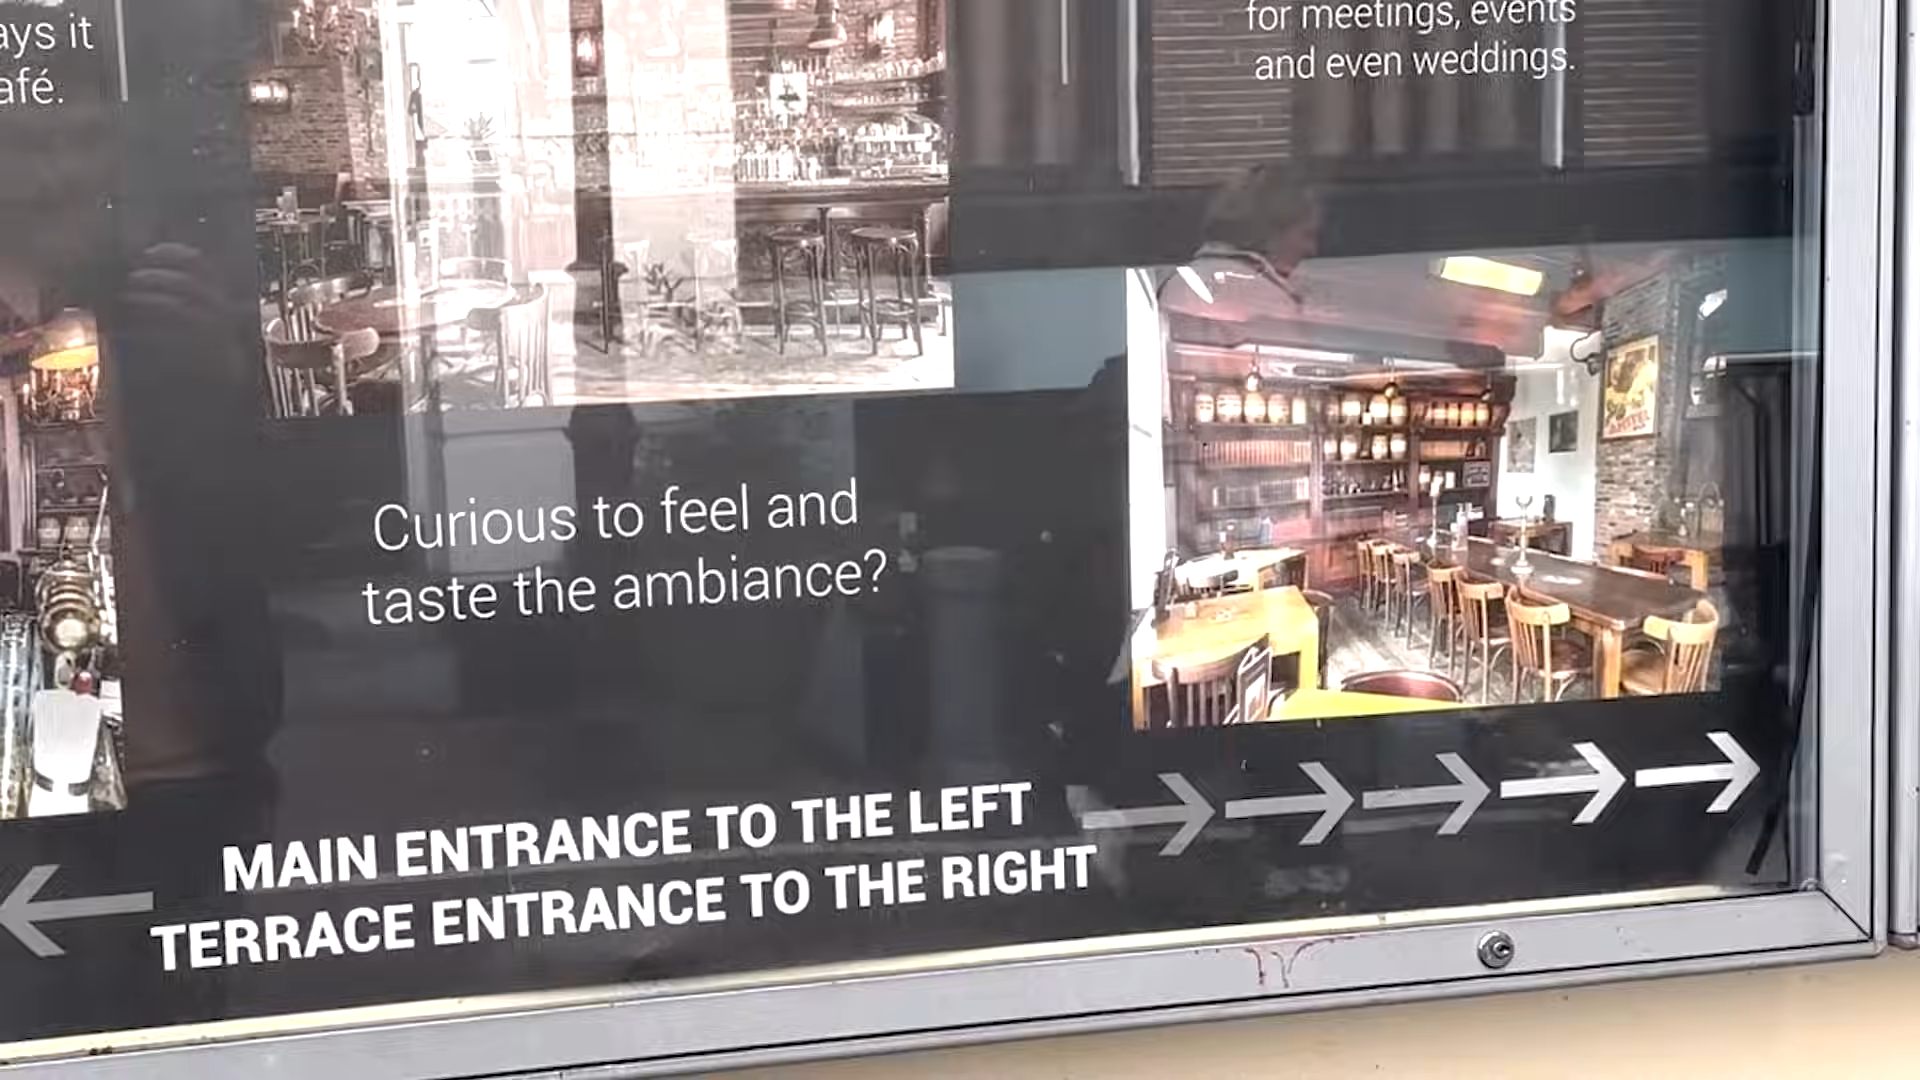 ays it
afé.
for meetings, events
and even weddings.
Curious to feel and
taste the ambiance?
MAIN ENTRANCE TO THE LEFT
TERRACE ENTRANCE TO THE RIGHT
AMSTEL